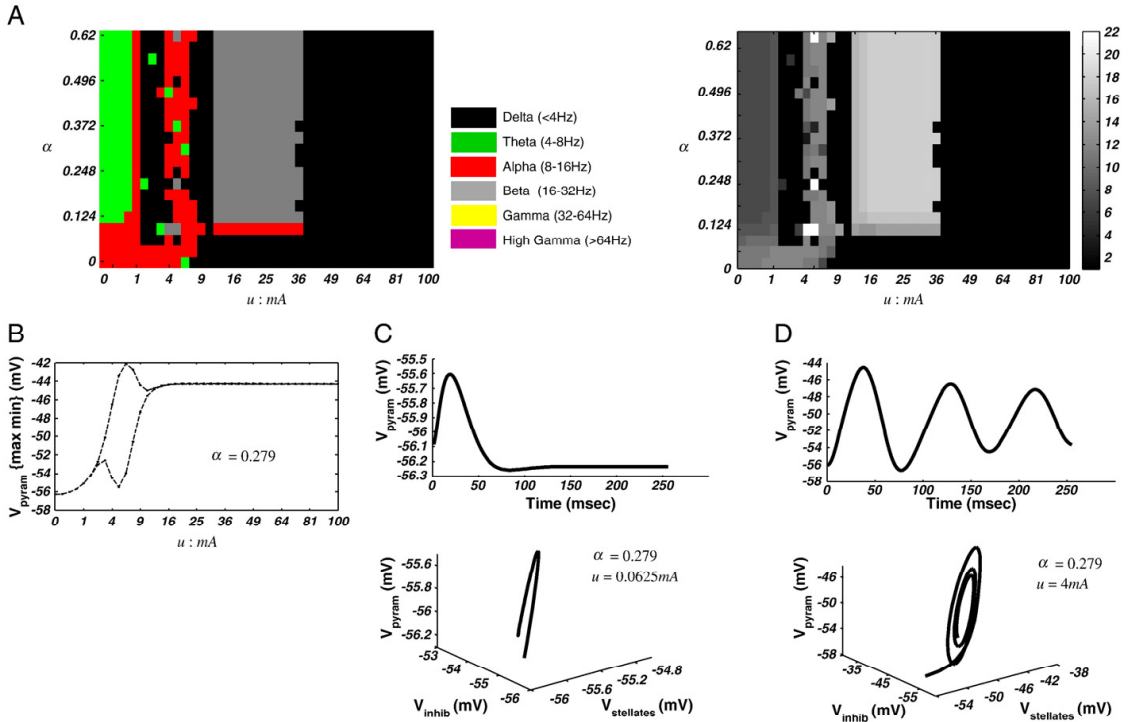 A
0.62
0.496
0.372
α
0.248
0.124
0
0 1 4 9 16 25 36 49 64 81 100
u : mA
Delta (<4Hz)
Theta (4-8Hz)
Alpha (8-16Hz)
Beta (16-32Hz)
Gamma (32-64Hz)
High Gamma (>64Hz)
0.62
0.496
0.372
α
0.248
0.124
0
0 1 4 9 16 25 36 49 64 81 100
u : mA
22
20
18
16
14
12
10
8
6
4
2
B
-42
-44
-46
-48
-50
-52
-54
-56
-58
V pyram {max min} (mV)
α = 0.279
0 1 4 9 16 25 36 49 64 81 100
u : mA
C
-55.5
-55.6
-55.7
-55.8
-55.9
-56
-56.1
-56.2
-56.3
V pyram (mV)
0 50 100 150 200 250
Time (msec)
α = 0.279
u = 0.0625mA
-55.6
-55.8
-56
-56.2
V pyram (mV)
-53
-54
-55
-56
V inhib (mV)
-56
-55.6
-55.2
-54.8
V stellates (mV)
D
-44
-46
-48
-50
-52
-54
-56
-58
V pyram (mV)
0 50 100 150 200 250
Time (msec)
α = 0.279
u = 4mA
-46
-50
-54
-58
V pyram (mV)
-35
-45
-55
V inhib (mV)
-54
-50
-46
-42
-38
V stellates (mV)